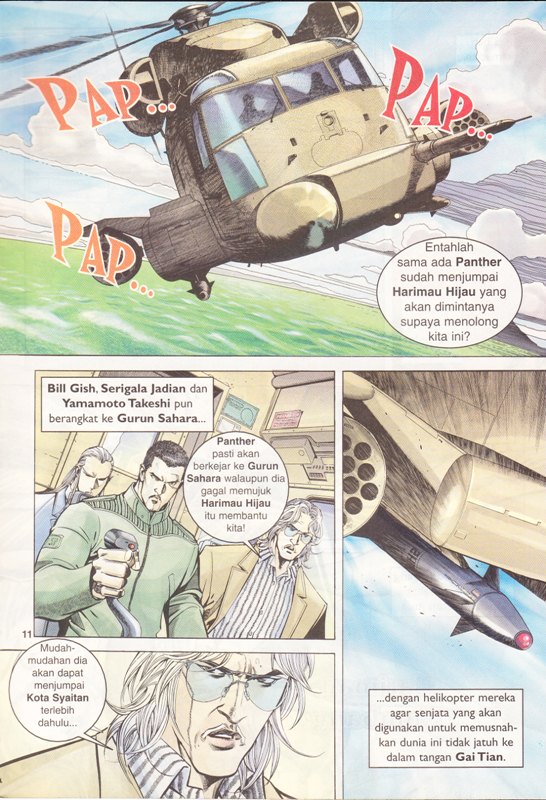 PAP...
PAP...
PAP...
Entahlah
sama ada Panther
sudah menjumpai
Harimau Hijau yang
akan dimintanya
supaya menolong
kita ini?
Bill Gish, Serigala Jadian dan
Yamamoto Takeshi pun
berangkat ke Gurun Sahara...
Panther
pasti akan
berkejar ke Gurun
Sahara walaupun dia
gagal memujuk
Harimau Hijau
itu membantu
kita!
...dengan helikopter mereka
agar senjata yang akan
digunakan untuk memusnah-
kan dunia ini tidak jatuh ke
dalam tangan Gai Tian.
11
Mudah-
mudahan dia
akan dapat
menjumpai
Kota Syaitan
terlebih
dahulu...